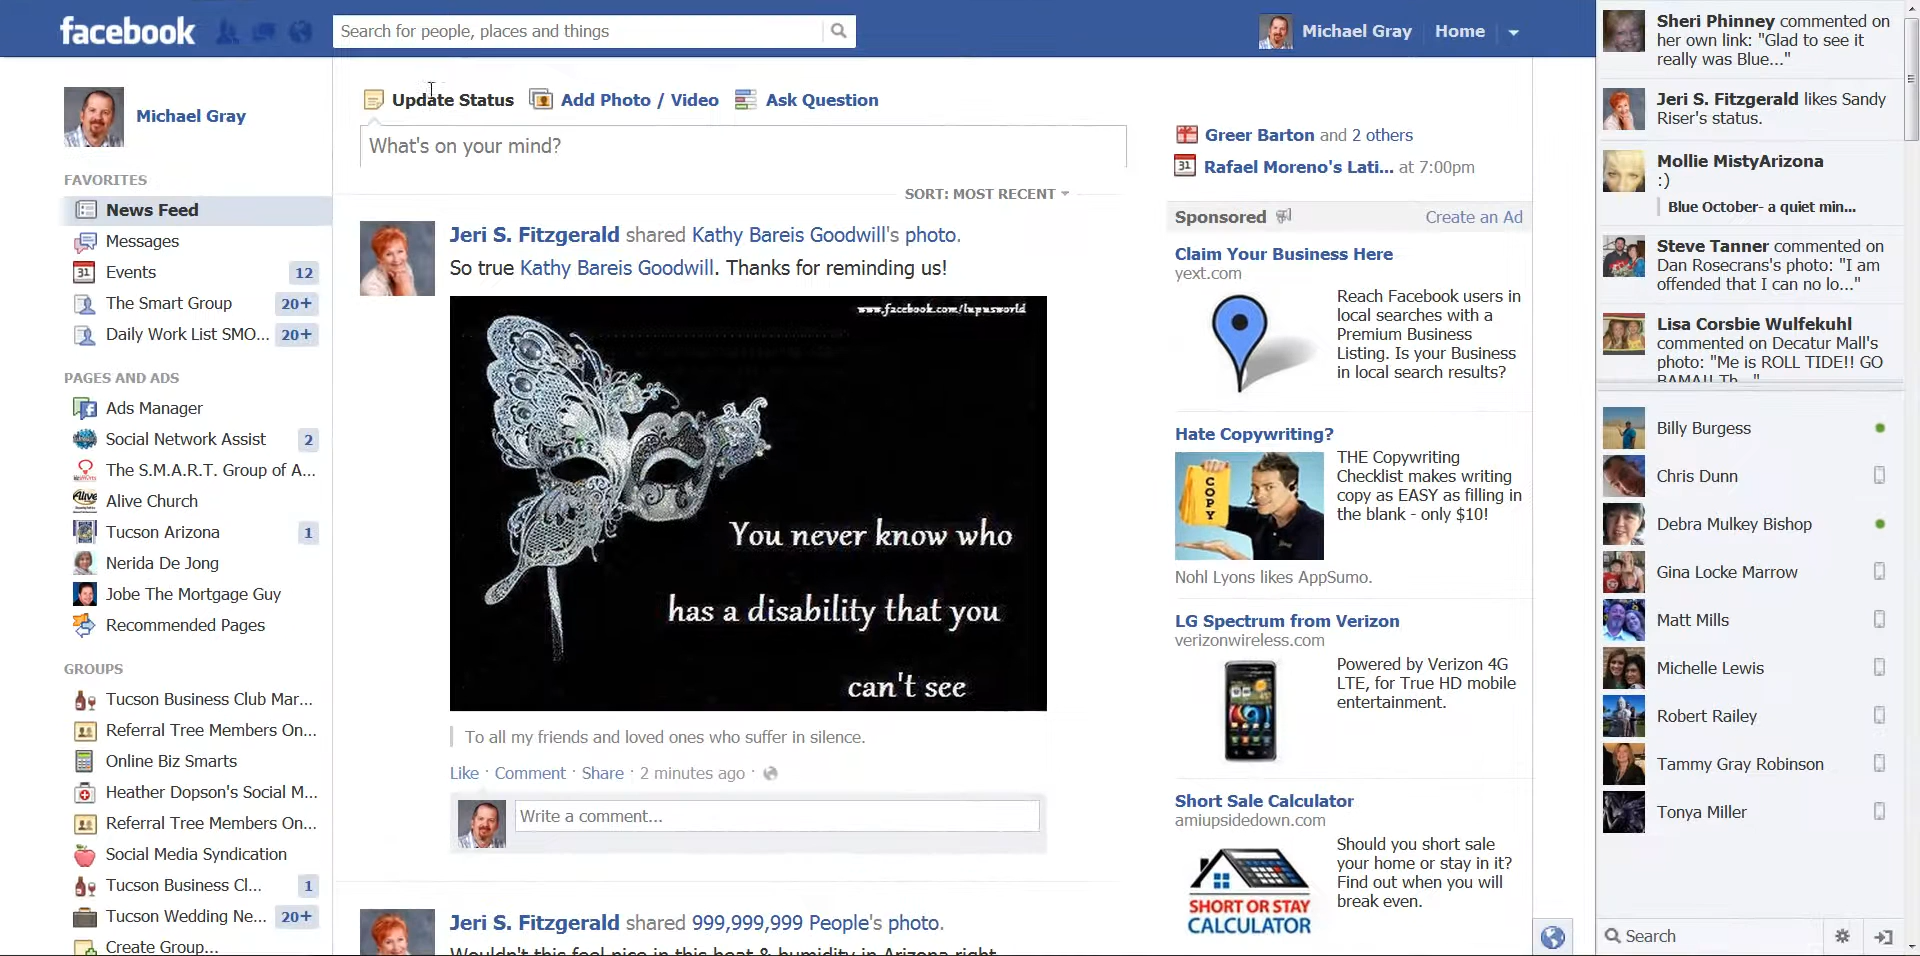 facebook
Search for people, places and things
Michael Gray
Home
Michael Gray
FAVORITES
News Feed
Messages
Events 12
The Smart Group 20+
Daily Work List SMO... 20+
PAGES AND ADS
Ads Manager
Social Network Assist 2
The S.M.A.R.T. Group of A...
Alive Church
Tucson Arizona 1
Nerida De Jong
Jobe The Mortgage Guy
Recommended Pages
GROUPS
Tucson Business Club Mar...
Referral Tree Members On...
Online Biz Smarts
Heather Dopson's Social M...
Referral Tree Members On...
Social Media Syndication
Tucson Business Cl... 1
Tucson Wedding Ne... 20+
Create Group...
Update Status
Add Photo / Video
Ask Question
What's on your mind?
SORT: MOST RECENT
Jeri S. Fitzgerald shared Kathy Bareis Goodwill's photo.
So true Kathy Bareis Goodwill. Thanks for reminding us!
www.facebook.com/lupusworld
You never know who
has a disability that you
can't see
To all my friends and loved ones who suffer in silence.
Like · Comment · Share · 2 minutes ago ·
Write a comment...
Jeri S. Fitzgerald shared 999,999,999 People's photo.
Wouldn't this feel nice in this heat & humidity in Arizona right
Greer Barton and 2 others
31 Rafael Moreno's Lati... at 7:00pm
Sponsored
Create an Ad
Claim Your Business Here
yext.com
Reach Facebook users in
local searches with a
Premium Business
Listing. Is your Business
in local search results?
Hate Copywriting?
COPY
THE Copywriting
Checklist makes writing
copy as EASY as filling in
the blank - only $10!
Nohl Lyons likes AppSumo.
LG Spectrum from Verizon
verizonwireless.com
Powered by Verizon 4G
LTE, for True HD mobile
entertainment.
Short Sale Calculator
amiupsidedown.com
SHORT OR STAY
CALCULATOR
Should you short sale
your home or stay in it?
Find out when you will
break even.
Sheri Phinney commented on
her own link: "Glad to see it
really was Blue..."
Jeri S. Fitzgerald likes Sandy
Riser's status.
Mollie MistyArizona
:)
Blue October- a quiet min...
Steve Tanner commented on
Dan Rosecrans's photo: "I am
offended that I can no lo..."
Lisa Corsbie Wulfekuhl
commented on Decatur Mall's
photo: "Me is ROLL TIDE!! GO
BAMA!! Th..."
Billy Burgess
Chris Dunn
Debra Mulkey Bishop
Gina Locke Marrow
Matt Mills
Michelle Lewis
Robert Railey
Tammy Gray Robinson
Tonya Miller
Search